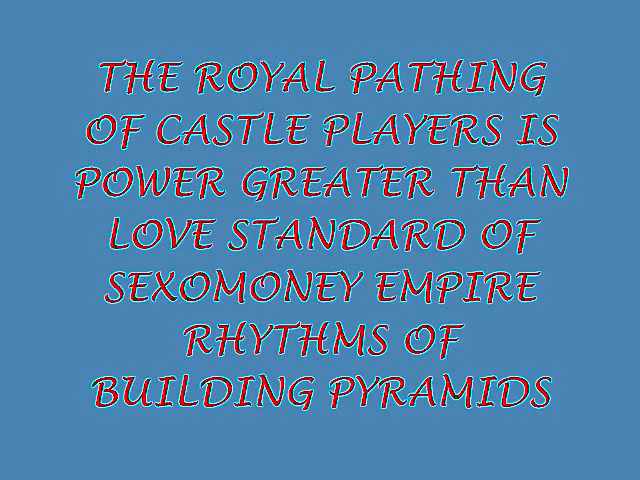 THE ROYAL PATHING
OF CASTLE PLAYERS IS
POWER GREATER THAN
LOVE STANDARD OF
SEXOMONEY EMPIRE
RHYTHMS OF
BUILDING PYRAMIDS